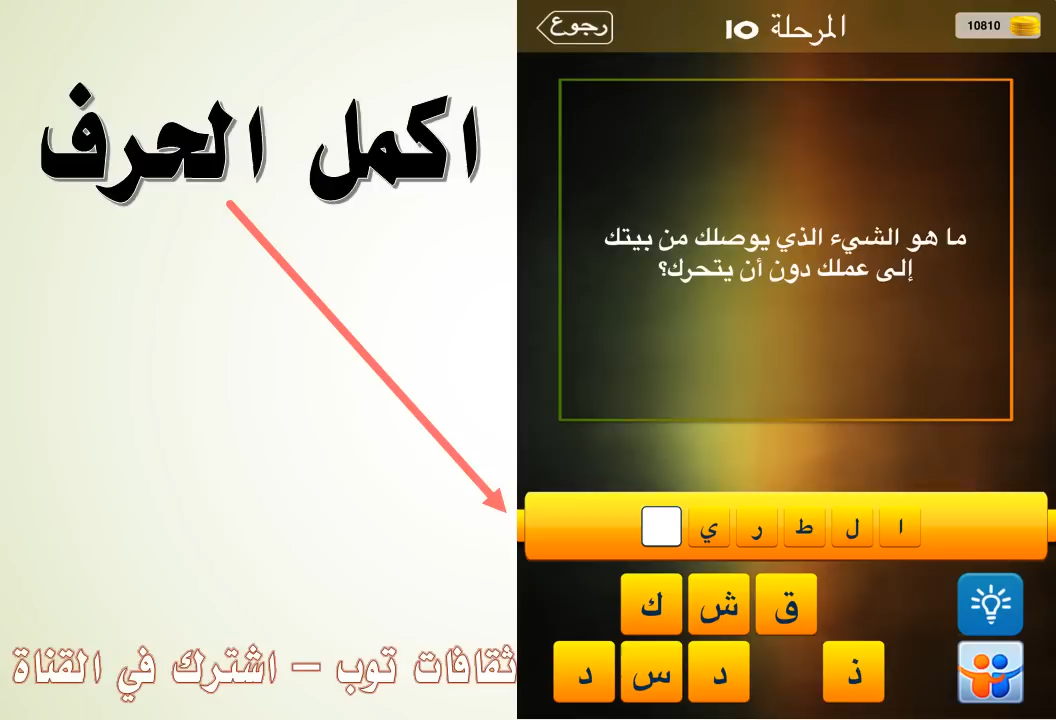 اكمل الحرف
ثقافات توب – اشترك في القناة
رجوع
المرحلة 10
10810
ما هو الشيء الذي يوصلك من بيتك
إلى عملك دون أن يتحرك؟
ا ل ط ر ي
ق ش ك
ذ د س د